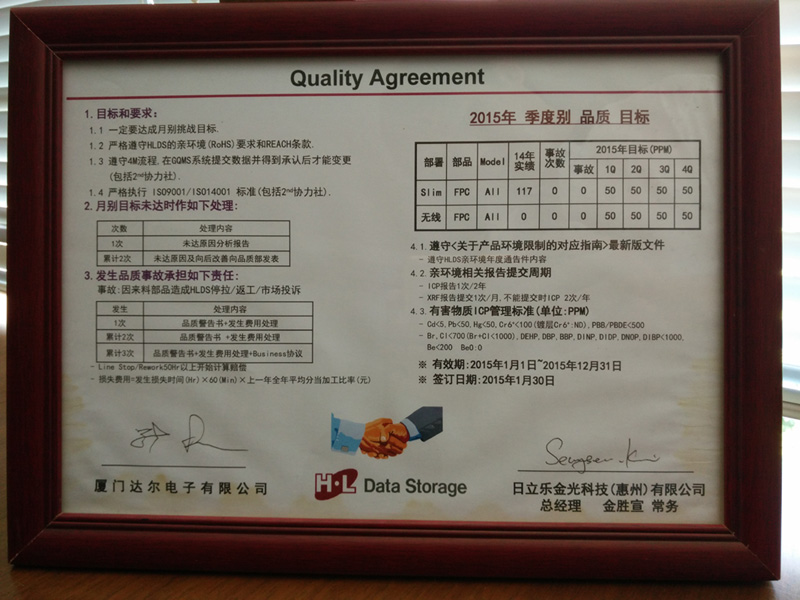 Quality Agreement
1. 目标和要求:
1.1 一定要达成月别挑战目标.
1.2 严格遵守HLDS的亲环境(RoHS)要求和REACH条款.
1.3 遵守4M流程, 在GQMS系统提交数据并得到承认后才能变更
(包括2nd协力社).
1.4 严格执行 ISO9001/ISO14001 标准(包括2nd协力社).
2. 月别目标未达时作如下处理:
次数 处理内容
1次 未达原因分析报告
累计2次 未达原因及向后改善向品质部发表
3. 发生品质事故承担如下责任:
事故: 因来料部品造成HLDS停拉/返工/市场投诉
发生 处理内容
1次 品质警告书+发生费用处理
累计2次 品质警告书 +发生费用处理
累计3次 品质警告书+发生费用处理+Business协议
- Line Stop/Rework50Hr以上开始计算赔偿
- 损失费用=发生损失时间(Hr)×60(Min)×上一年全年平均分当加工比率(元)
厦门达尔电子有限公司
2015年 季度别 品质 目标
部署 部品 Model 14年实绩 事故次数 2015年目标(PPM)
事故 1Q 2Q 3Q 4Q
Slim FPC All 117 0 0 50 50 50 50
无线 FPC All 0 0 0 50 50 50 50
4.1. 遵守<关于产品环境限制的对应指南>最新版文件
- 遵守HLDS亲环境年度通告件内容
4.2. 亲环境相关报告提交周期
- ICP报告1次/2年
- XRF报告提交1次/月, 不能提交时ICP 2次/年
4.3. 有害物质ICP管理标准(单位:PPM)
- Cd<5, Pb<50, Hg<50, Cr6⁺<100(镀层Cr6⁺:ND), PBB/PBDE<500
- Br, Cl<700(Br+Cl<1000), DEHP, DBP, BBP, DINP, DIDP, DNOP, DIBP<1000,
Be<200 BeO:0
※ 有效期:2015年1月1日~2015年12月31日
※ 签订日期:2015年1月30日
H·L Data Storage
日立乐金光科技(惠州)有限公司
总经理 金胜宣 常务